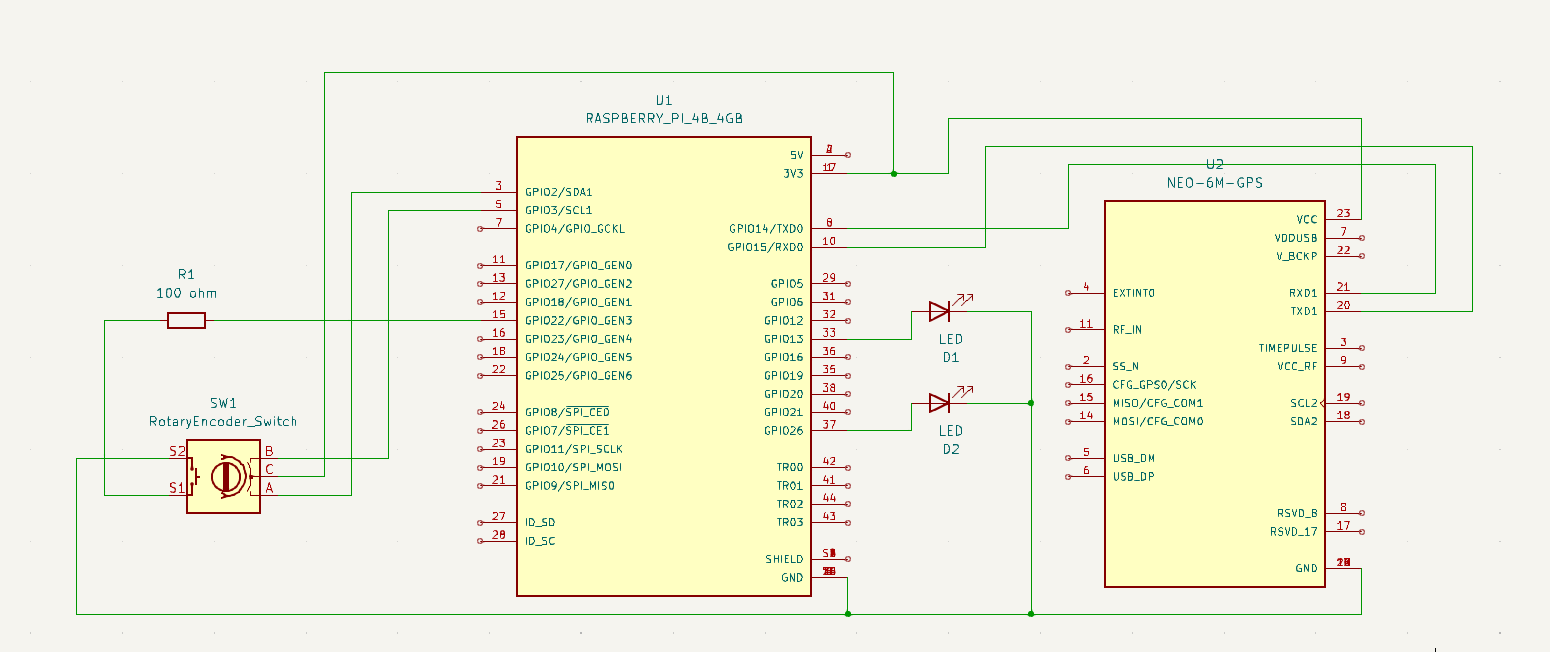 U1
RASPBERRY_PI_4B_4GB
5V
3V3
17
3 GPIO2/SDA1
5 GPIO3/SCL1
7 GPIO4/GPIO_GCKL
GPIO14/TXD0 8
GPIO15/RXD0 10
11 GPIO17/GPIO_GEN0
13 GPIO27/GPIO_GEN2
12 GPIO18/GPIO_GEN1
15 GPIO22/GPIO_GEN3
16 GPIO23/GPIO_GEN4
18 GPIO24/GPIO_GEN5
22 GPIO25/GPIO_GEN6
GPIO5 29
GPIO6 31
GPIO12 32
GPIO13 33
GPIO16 36
GPIO19 35
GPIO20 38
GPIO21 40
GPIO26 37
24 GPIO8/SPI_CE0
26 GPIO7/SPI_CE1
23 GPIO11/SPI_SCLK
19 GPIO10/SPI_MOSI
21 GPIO9/SPI_MISO
TR00 42
TR01 41
TR02 44
TR03 43
27 ID_SD
28 ID_SC
SHIELD
GND
R1
100 ohm
SW1
RotaryEncoder_Switch
S2
S1
B
C
A
LED
D1
LED
D2
U2
NEO-6M-GPS
VCC 23
VDDUSB 7
V_BCKP 22
4 EXTINT0
RXD1 21
TXD1 20
11 RF_IN
TIMEPULSE 3
VCC_RF 9
2 SS_N
16 CFG_GPS0/SCK
15 MISO/CFG_COM1
14 MOSI/CFG_COM0
SCL2 19
SDA2 18
5 USB_DM
6 USB_DP
RSVD_B 8
RSVD_17 17
GND